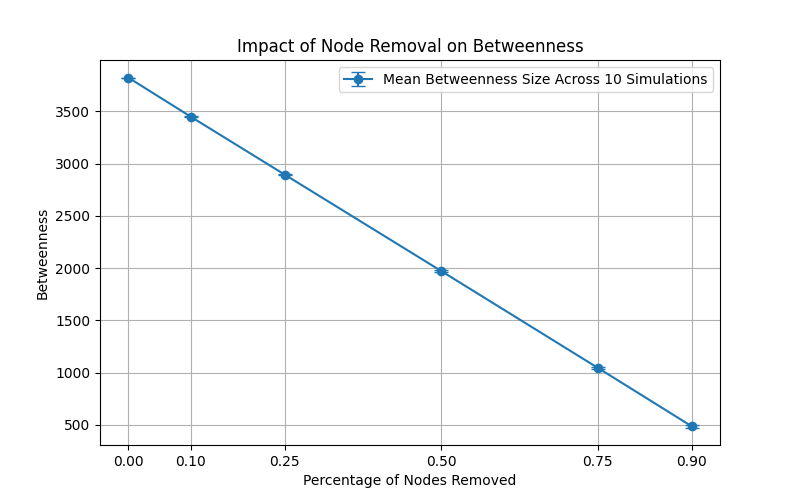 Impact of Node Removal on Betweenness
Mean Betweenness Size Across 10 Simulations
Betweenness
3500
3000
2500
2000
1500
1000
500
0.00 0.10 0.25 0.50 0.75 0.90
Percentage of Nodes Removed